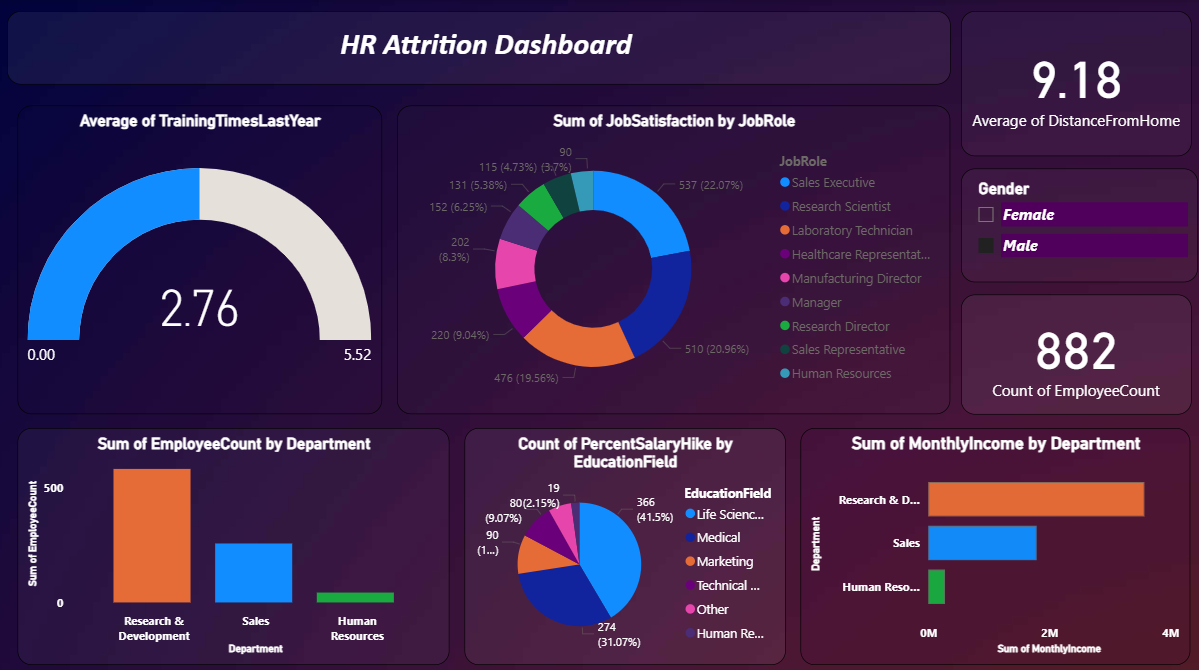 HR Attrition Dashboard
9.18
Average of DistanceFromHome
Average of TrainingTimesLastYear
2.76
0.00
5.52
Sum of JobSatisfaction by JobRole
90
(3.7%)
115 (4.73%)
131 (5.38%)
152 (6.25%)
202
(8.3%)
220 (9.04%)
476 (19.56%)
510 (20.96%)
537 (22.07%)
JobRole
Sales Executive
Research Scientist
Laboratory Technician
Healthcare Representat...
Manufacturing Director
Manager
Research Director
Sales Representative
Human Resources
Gender
Female
Male
882
Count of EmployeeCount
Sum of EmployeeCount by Department
Sum of EmployeeCount
500
0
Research &
Development
Sales
Human
Resources
Department
Count of PercentSalaryHike by
EducationField
19
(2.15%)
80
(9.07%)
90
(1...)
366
(41.5%)
274
(31.07%)
EducationField
Life Scienc...
Medical
Marketing
Technical ...
Other
Human Re...
Sum of MonthlyIncome by Department
Department
Research & D...
Sales
Human Reso...
0M
2M
4M
Sum of MonthlyIncome